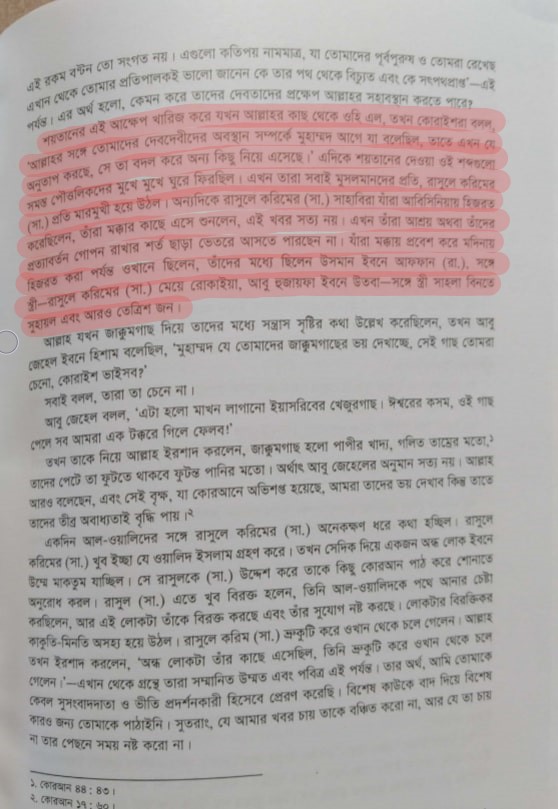 এই রকম বণ্টন তো সংগত নয়। এগুলো কতিপয় নামমাত্র, যা তোমাদের পূর্বপুরুষ ও তোমরা রেখেছ
এখান থেকে তোমার প্রতিপালকই ভালো জানেন কে তার পথ থেকে বিচ্যুত এবং কে সৎপথপ্রাপ্ত'—এই
পর্যন্ত। এর অর্থ হলো, কেমন করে তাদের দেবতাদের প্রক্ষেপ আল্লাহর সহাবস্থান করতে পারে?
শয়তানের এই আক্ষেপ খারিজ করে যখন আল্লাহর কাছ থেকে ওহি এল, তখন কোরাইশরা বলল,
'আল্লাহর সঙ্গে তোমাদের দেবদেবীদের অবস্থান সম্পর্কে মুহাম্মদ আগে যা বলেছিল, তাতে এখন যে
অনুতাপ করছে, সে তা বদল করে অন্য কিছু নিয়ে এসেছে।' এদিকে শয়তানের দেওয়া ওই শব্দগুলো
সমস্ত পৌত্তলিকদের মুখে মুখে ঘুরে ফিরছিল। এখন তারা সবাই মুসলমানদের প্রতি, রাসুলে করিমের
(সা.) প্রতি মারমুখী হয়ে উঠল। অন্যদিকে রাসুলে করিমের (সা.) সাহাবিরা যাঁরা আবিসিনিয়ায় হিজরত
করেছিলেন, তাঁরা মক্কার কাছে এসে শুনলেন, এই খবর সত্য নয়। এখন তাঁরা আশ্রয় অথবা তাঁদের
প্রত্যাবর্তন গোপন রাখার শর্ত ছাড়া ভেতরে আসতে পারছেন না। যাঁরা মক্কায় প্রবেশ করে মদিনায়
হিজরত করা পর্যন্ত ওখানে ছিলেন, তাঁদের মধ্যে ছিলেন উসমান ইবনে আফফান (রা.), সঙ্গে
স্ত্রী—রাসুলে করিমের (সা.) মেয়ে রোকাইয়া, আবু হুজায়ফা ইবনে উতবা—সঙ্গে স্ত্রী সাহলা বিনতে
সুহায়ল এবং আরও তেত্রিশ জন।
আল্লাহ যখন জাক্কুমগাছ দিয়ে তাদের মধ্যে সন্ত্রাস সৃষ্টির কথা উল্লেখ করেছিলেন, তখন আবু
জেহেল ইবনে হিশাম বলেছিল, 'মুহাম্মদ যে তোমাদের জাক্কুমগাছের ভয় দেখাচ্ছে, সেই গাছ তোমরা
চেনো, কোরাইশ ভাইসব?'
সবাই বলল, তারা তা চেনে না।
আবু জেহেল বলল, 'এটা হলো মাখন লাগানো ইয়াসরিবের খেজুরগাছ। ঈশ্বরের কসম, ওই গাছ
পেলে সব আমরা এক টক্করে গিলে ফেলব!'
তখন তাকে নিয়ে আল্লাহ ইরশাদ করলেন, জাক্কুমগাছ হলো পাপীর খাদ্য, গলিত তাম্রের মতো,১
তাদের পেটে তা ফুটতে থাকবে ফুটন্ত পানির মতো। অর্থাৎ আবু জেহেলের অনুমান সত্য নয়। আল্লাহ
আরও বলেছেন, এবং সেই বৃক্ষ, যা কোরআনে অভিশপ্ত হয়েছে, আমরা তাদের ভয় দেখাব কিন্তু তাতে
তাদের তীব্র অবাধ্যতাই বৃদ্ধি পায়।২
একদিন আল-ওয়ালিদের সঙ্গে রাসুলে করিমের (সা.) অনেকক্ষণ ধরে কথা হচ্ছিল। রাসুলে
করিমের (সা.) খুব ইচ্ছা যে ওয়ালিদ ইসলাম গ্রহণ করে। তখন সেদিক দিয়ে একজন অন্ধ লোক ইবনে
উম্মে মাকতুম যাচ্ছিল। সে রাসুলকে (সা.) উদ্দেশ করে তাকে কিছু কোরআন পাঠ করে শোনাতে
অনুরোধ করল। রাসুল (সা.) এতে খুব বিরক্ত হলেন, তিনি আল-ওয়ালিদকে পথে আনার চেষ্টা
করছিলেন, আর এই লোকটা তাঁকে বিরক্ত করছে এবং তাঁর সুযোগ নষ্ট করছে। লোকটার বিরক্তিকর
কাকুতি-মিনতি অসহ্য হয়ে উঠল। রাসুলে করিম (সা.) ভ্রুকুটি করে ওখান থেকে চলে গেলেন। আল্লাহ
তখন ইরশাদ করলেন, 'অন্ধ লোকটা তাঁর কাছে এসেছিল, তিনি ভ্রুকুটি করে ওখান থেকে চলে
গেলেন।'—এখান থেকে গ্রন্থে তারা সম্মানিত উম্মত এবং পবিত্র এই পর্যন্ত। তার অর্থ, আমি তোমাকে
কেবল সুসংবাদদাতা ও ভীতি প্রদর্শনকারী হিসেবে প্রেরণ করেছি। বিশেষ কাউকে বাদ দিয়ে বিশেষ
কারও জন্য তোমাকে পাঠাইনি। সুতরাং, যে আমার খবর চায় তাকে বঞ্চিত করো না, আর যে তা চায়
না তার পেছনে সময় নষ্ট করো না।
১. কোরআন ৪৪ : ৪৩।
২. কোরআন ১৭ : ৬০।